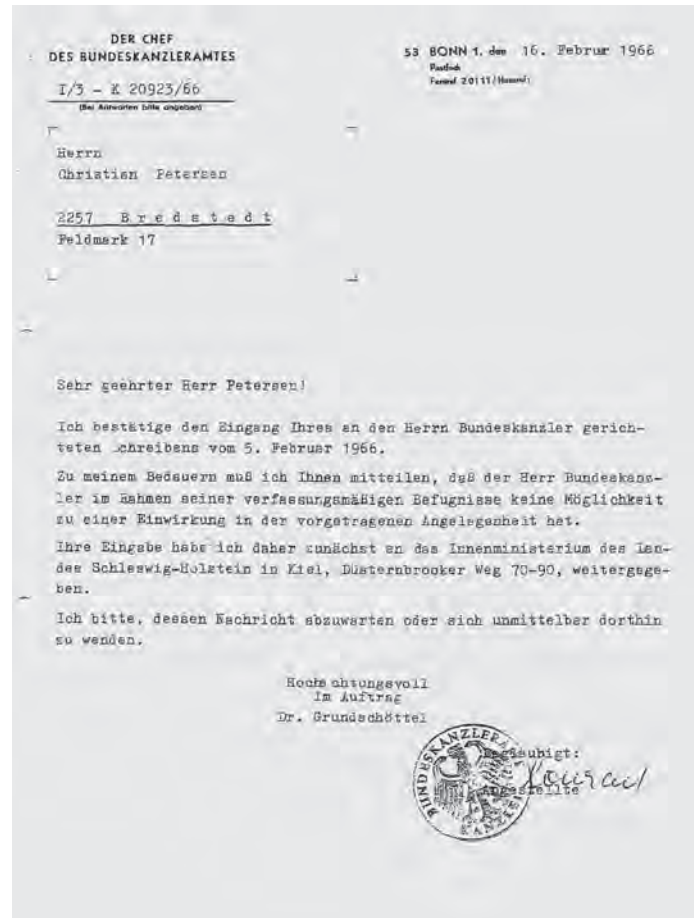 DER CHEF
DES BUNDESKANZLERAMTES
I/3 - K 20923/66
(Bei Antworten bitte angeben)
53 BONN 1, den 16. Februar 1966
Postfach
Fernruf 20111
Herrn
Christian Petersen
2257 Bredstedt
Feldmark 17
Sehr geehrter Herr Petersen!
Ich bestätige den Eingang Ihres an den Herrn Bundeskanzler gerich-
teten Schreibens vom 5. Februar 1966.
Zu meinem Bedauern muß ich Ihnen mitteilen, daß der Herr Bundeskanz-
ler im Rahmen seiner verfassungsmäßigen Befugnisse keine Möglichkeit
zu einer Einwirkung in der vorgetragenen Angelegenheit hat.
Ihre Eingabe habe ich daher zunächst an das Innenministerium des Lan-
des Schleswig-Holstein in Kiel, Düsternbrooker Weg 70-90, weitergege-
ben.
Ich bitte, dessen Nachricht abzuwarten oder sich unmittelbar dorthin
zu wenden.
Hochachtungsvoll
Im Auftrag
Dr. Grundschöttel
Beglaubigt:
Angestellte
BUNDESKANZLERAMT
KANZLEI